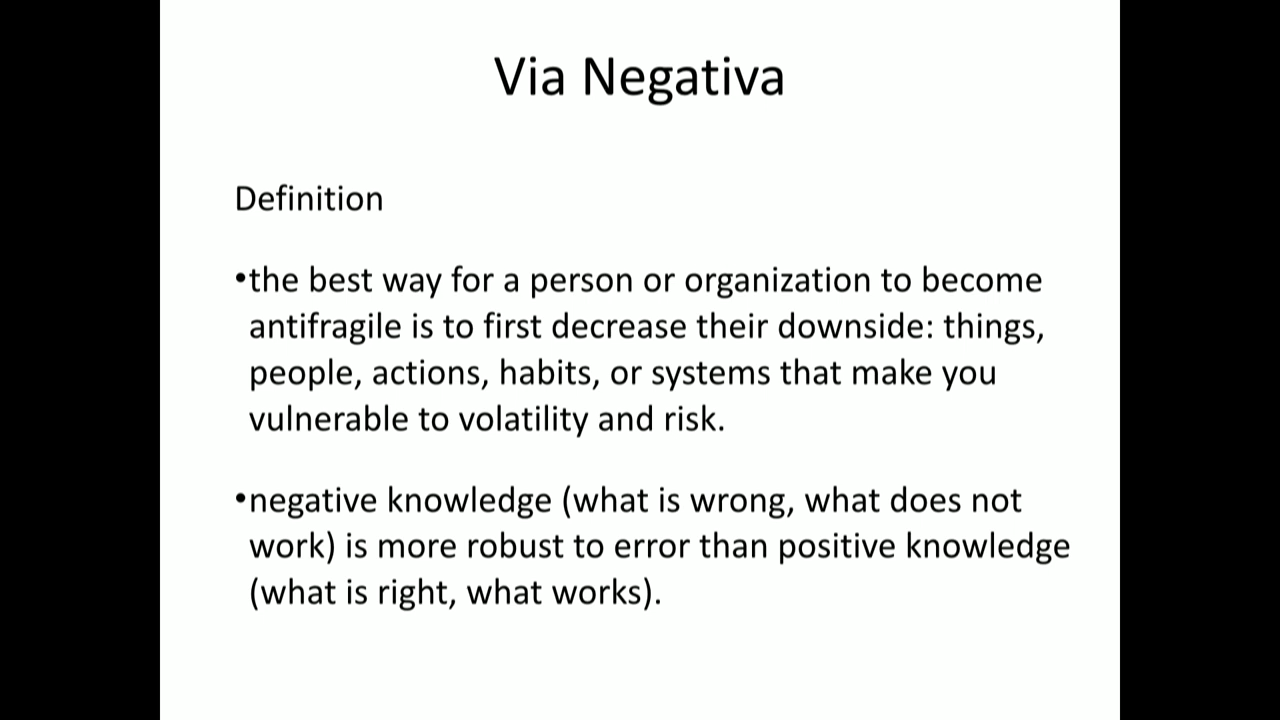 Via Negativa
Definition
•the best way for a person or organization to become
antifragile is to first decrease their downside: things,
people, actions, habits, or systems that make you
vulnerable to volatility and risk.
•negative knowledge (what is wrong, what does not
work) is more robust to error than positive knowledge
(what is right, what works).